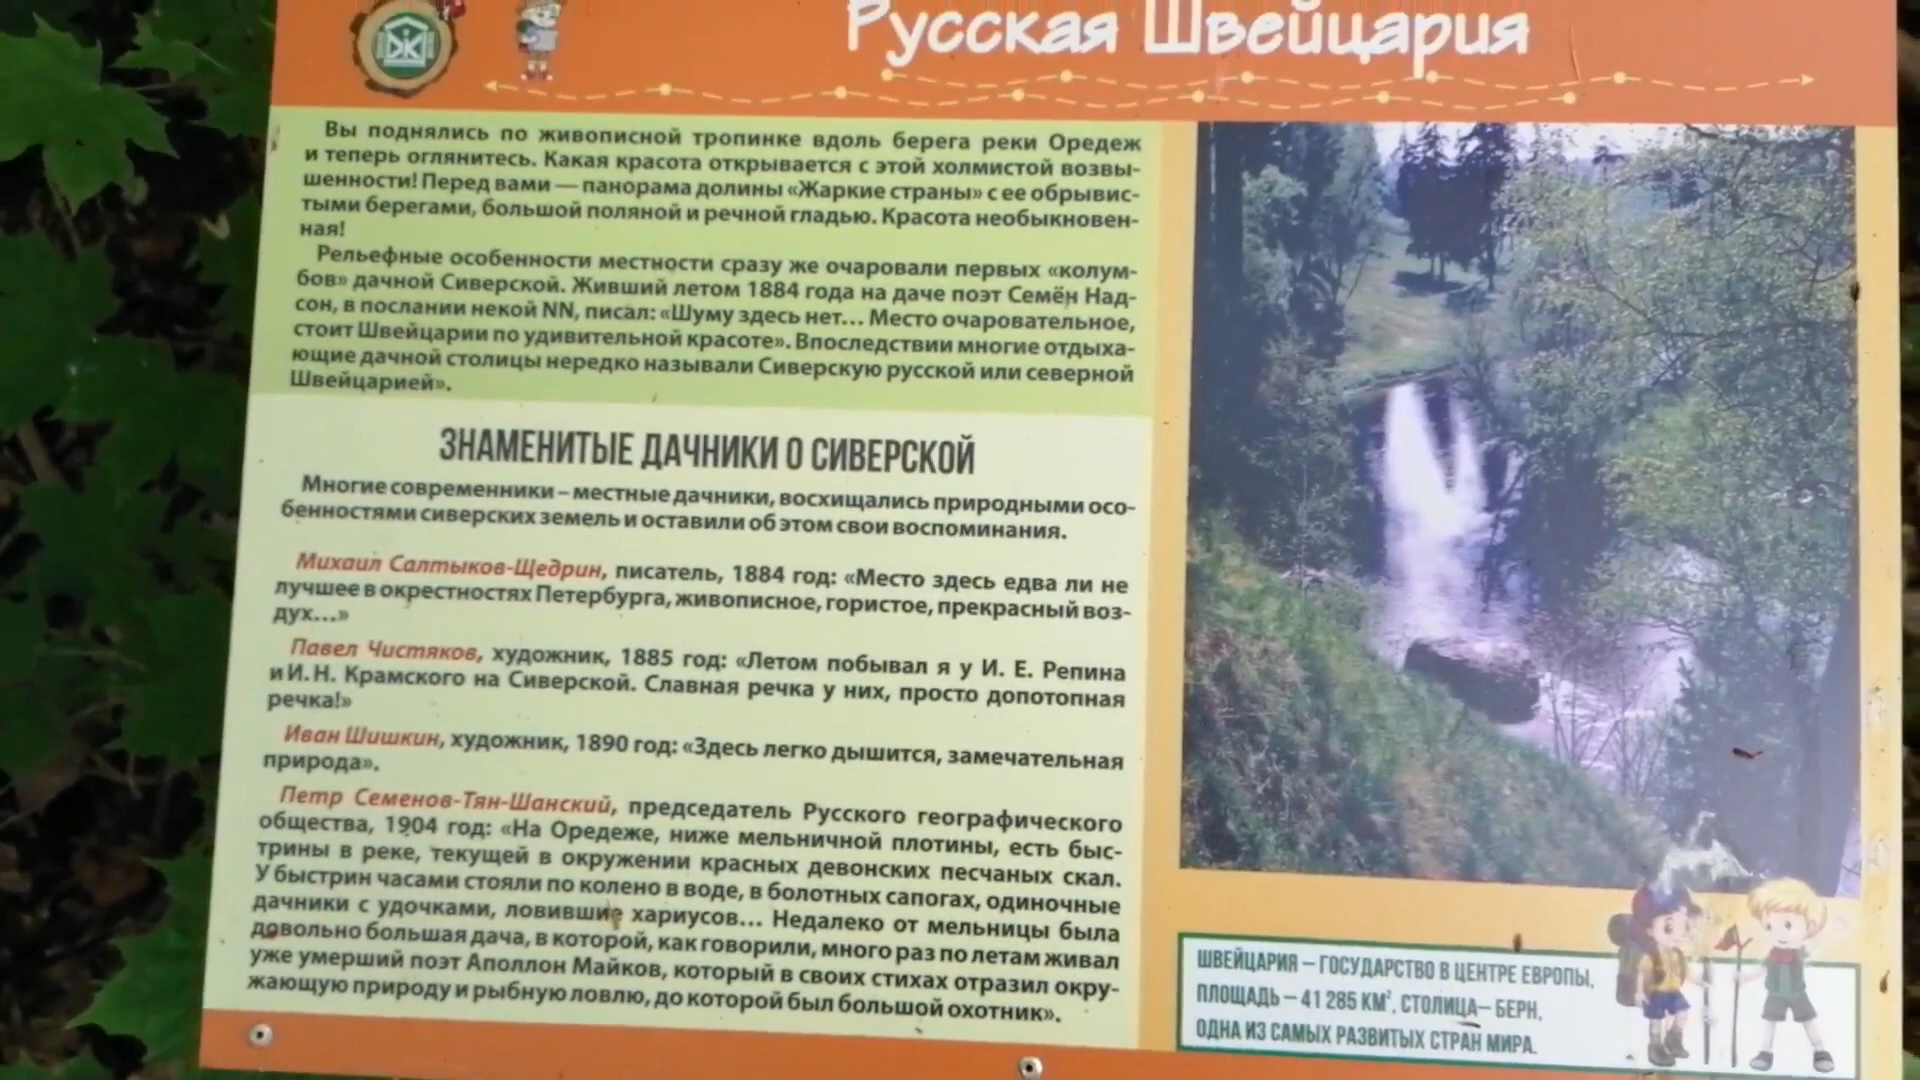 Русская Швейцария
Вы поднялись по живописной тропинке вдоль берега реки Оредеж
и теперь оглянитесь. Какая красота открывается с этой холмистой возвы-
шенности! Перед вами — панорама долины «Жаркие страны» с ее обрывис-
тыми берегами, большой поляной и речной гладью. Красота необыкновен-
ная!
Рельефные особенности местности сразу же очаровали первых «колум-
бов» дачной Сиверской. Живший летом 1884 года на даче поэт Семён Над-
сон, в послании некой NN, писал: «Шуму здесь нет... Место очаровательное,
стоит Швейцарии по удивительной красоте». Впоследствии многие отдыха-
ющие дачной столицы нередко называли Сиверскую русской или северной
Швейцарией».
ЗНАМЕНИТЫЕ ДАЧНИКИ О СИВЕРСКОЙ
Многие современники – местные дачники, восхищались природными осо-
бенностями сиверских земель и оставили об этом свои воспоминания.
Михаил Салтыков-Щедрин, писатель, 1884 год: «Место здесь едва ли не
лучшее в окрестностях Петербурга, живописное, гористое, прекрасный воз-
дух...»
Павел Чистяков, художник, 1885 год: «Летом побывал я у И. Е. Репина
и И. Н. Крамского на Сиверской. Славная речка у них, просто допотопная
речка!»
Иван Шишкин, художник, 1890 год: «Здесь легко дышится, замечательная
природа».
Петр Семенов-Тян-Шанский, председатель Русского географического
общества, 1904 год: «На Оредеже, ниже мельничной плотины, есть быс-
трины в реке, текущей в окружении красных девонских песчаных скал.
У быстрин часами стояли по колено в воде, в болотных сапогах, одиночные
дачники с удочками, ловившие хариусов... Недалеко от мельницы была
довольно большая дача, в которой, как говорили, много раз по летам живал
уже умерший поэт Аполлон Майков, который в своих стихах отразил окру-
жающую природу и рыбную ловлю, до которой был большой охотник».
ШВЕЙЦАРИЯ – ГОСУДАРСТВО В ЦЕНТРЕ ЕВРОПЫ,
ПЛОЩАДЬ – 41 285 КМ², СТОЛИЦА– БЕРН,
ОДНА ИЗ САМЫХ РАЗВИТЫХ СТРАН МИРА.